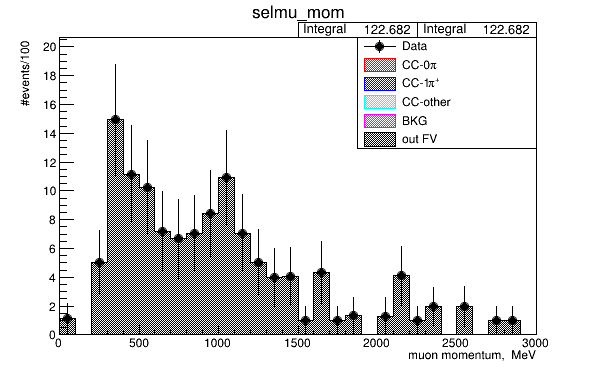 selmu_mom
Integral 122.682 Integral 122.682
Data
CC-0π
CC-1π⁺
CC-other
BKG
out FV
#events/100
20
18
16
14
12
10
8
6
4
2
0
0 500 1000 1500 2000 2500 3000
muon momentum, MeV